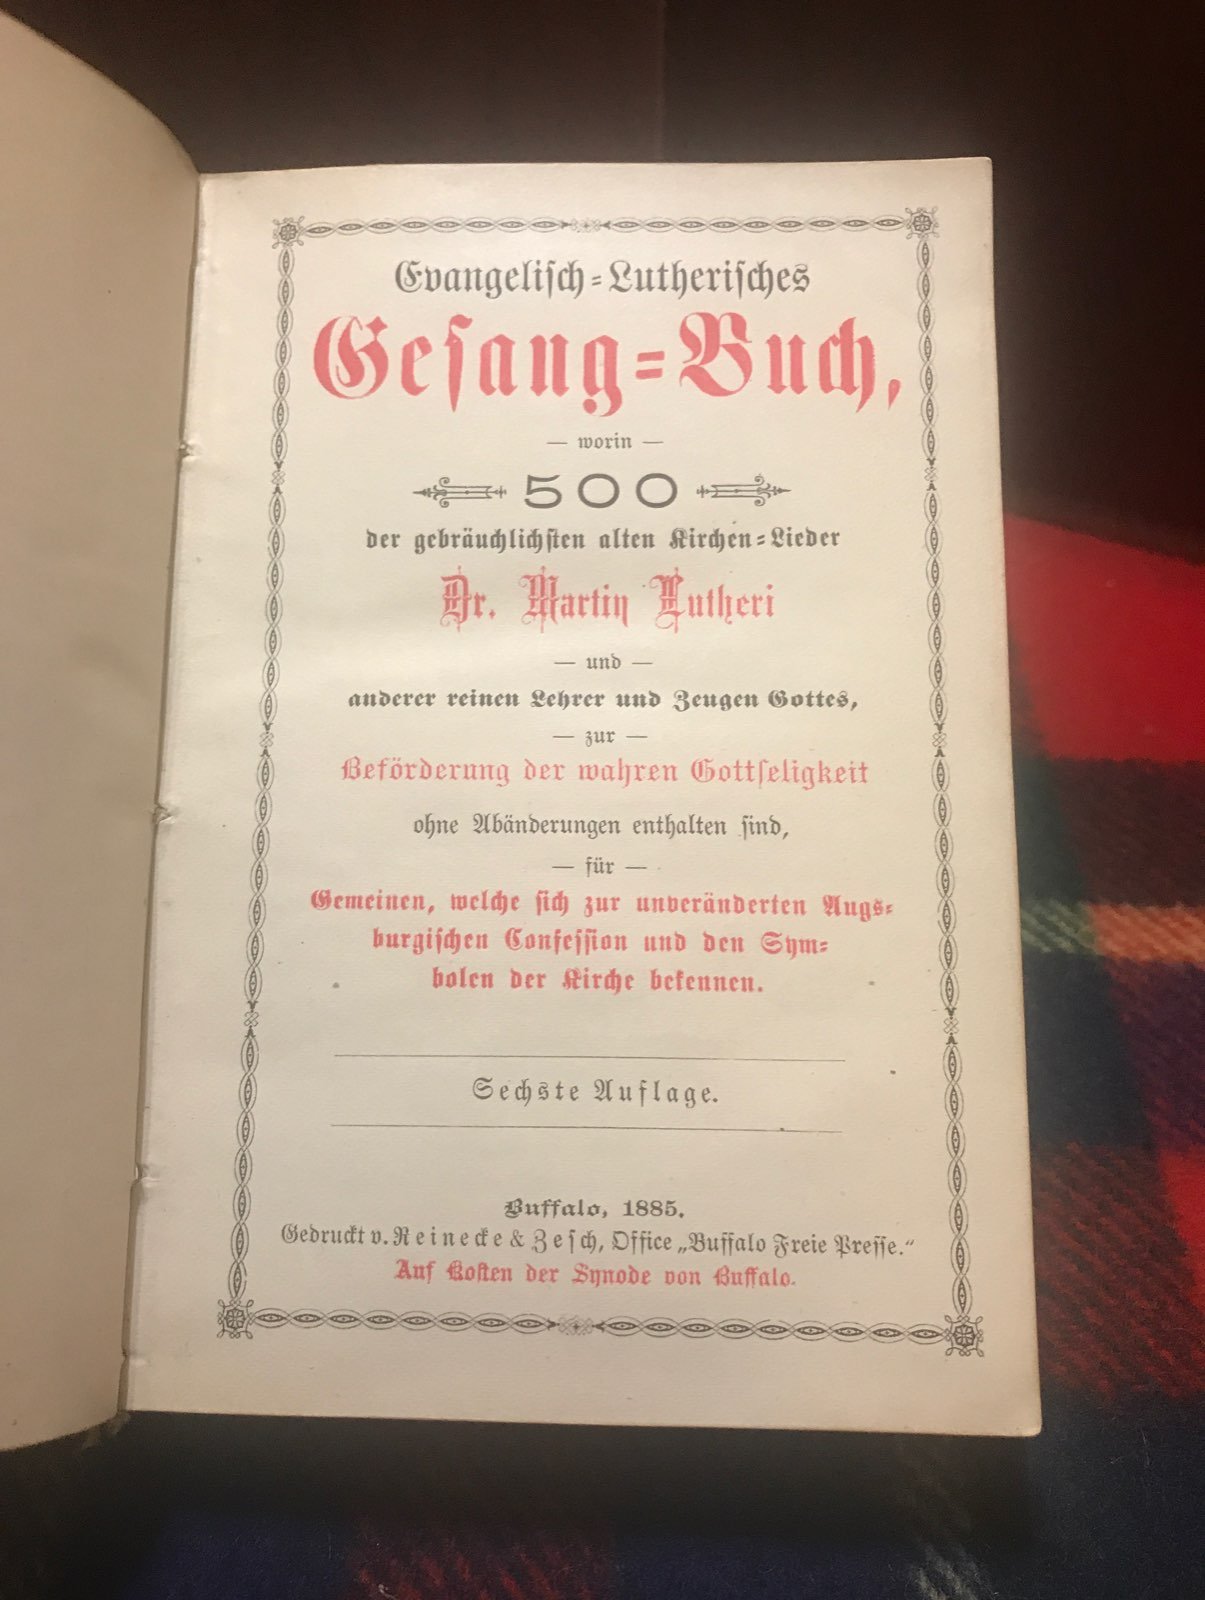 Evangelisch=Lutherisches
Gesang=Buch,
— worin —
500
der gebräuchlichsten alten Kirchen=Lieder
Dr. Martin Lutheri
— und —
anderer reinen Lehrer und Zeugen Gottes,
— zur —
Beförderung der wahren Gottseligkeit
ohne Abänderungen enthalten sind,
— für —
Gemeinen, welche sich zur unveränderten Augs=
burgischen Confession und den Sym=
bolen der Kirche bekennen.
Sechste Auflage.
Buffalo, 1885.
Gedruckt v. Reinecke & Zesch, Office „Buffalo Freie Presse.“
Auf Kosten der Synode von Buffalo.